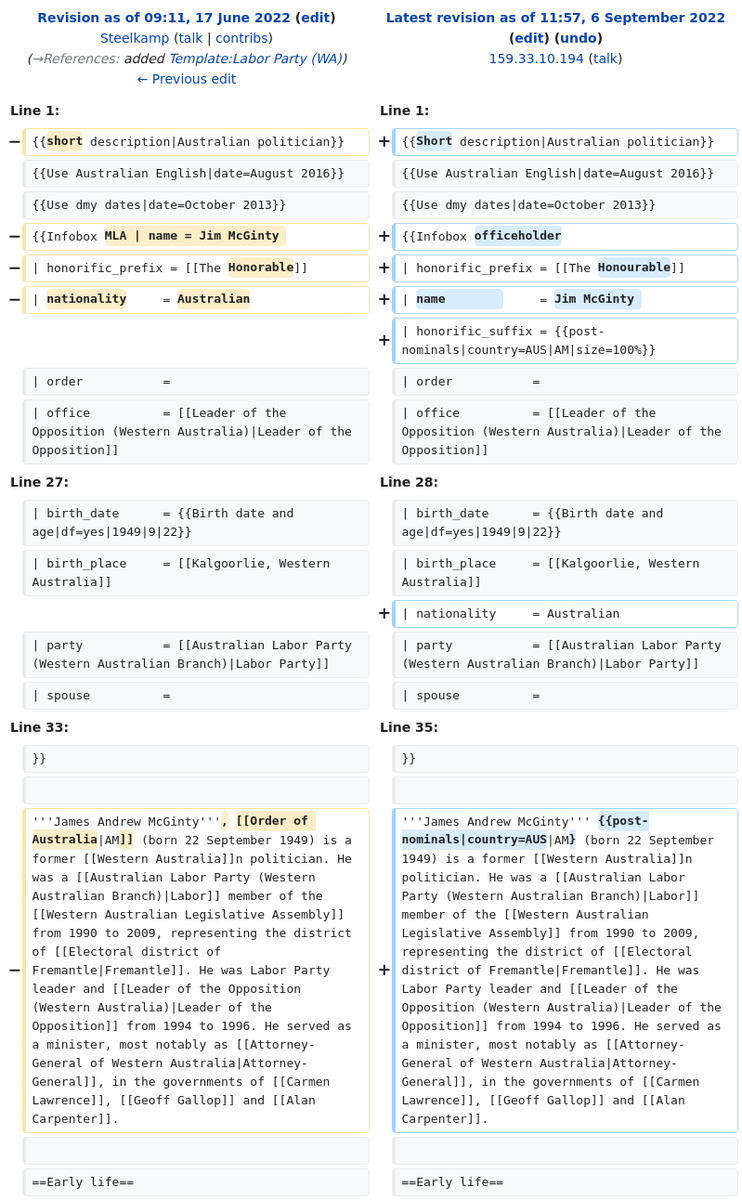 Revision as of 09:11, 17 June 2022 (edit)
Steelkamp (talk | contribs)
(→References: added Template:Labor Party (WA))
← Previous edit
Latest revision as of 11:57, 6 September 2022
(edit) (undo)
159.33.10.194 (talk)
Line 1:
Line 1:
− {{short description|Australian politician}}
+ {{Short description|Australian politician}}
{{Use Australian English|date=August 2016}}
{{Use Australian English|date=August 2016}}
{{Use dmy dates|date=October 2013}}
{{Use dmy dates|date=October 2013}}
− {{Infobox MLA | name = Jim McGinty
+ {{Infobox officeholder
− | honorific_prefix = [[The Honorable]]
+ | honorific_prefix = [[The Honourable]]
− | nationality     = Australian
+ | name            = Jim McGinty
+ | honorific_suffix = {{post-
nominals|country=AUS|AM|size=100%}}
| order           =
| order           =
| office          = [[Leader of the
Opposition (Western Australia)|Leader of the
Opposition]]
| office          = [[Leader of the
Opposition (Western Australia)|Leader of the
Opposition]]
Line 27:
Line 28:
| birth_date      = {{Birth date and
age|df=yes|1949|9|22}}
| birth_date      = {{Birth date and
age|df=yes|1949|9|22}}
| birth_place     = [[Kalgoorlie, Western
Australia]]
| birth_place     = [[Kalgoorlie, Western
Australia]]
+ | nationality     = Australian
| party           = [[Australian Labor Party
(Western Australian Branch)|Labor Party]]
| party           = [[Australian Labor Party
(Western Australian Branch)|Labor Party]]
| spouse          =
| spouse          =
Line 33:
Line 35:
}}
}}
− '''James Andrew McGinty''', [[Order of
Australia|AM]] (born 22 September 1949) is a
former [[Western Australia]]n politician. He
was a [[Australian Labor Party (Western
Australian Branch)|Labor]] member of the
[[Western Australian Legislative Assembly]]
from 1990 to 2009, representing the district
of [[Electoral district of
Fremantle|Fremantle]]. He was Labor Party
leader and [[Leader of the Opposition
(Western Australia)|Leader of the
Opposition]] from 1994 to 1996. He served as
a minister, most notably as [[Attorney-
General of Western Australia|Attorney-
General]], in the governments of [[Carmen
Lawrence]], [[Geoff Gallop]] and [[Alan
Carpenter]].
+ '''James Andrew McGinty''' {{post-
nominals|country=AUS|AM} (born 22 September
1949) is a former [[Western Australia]]n
politician. He was a [[Australian Labor
Party (Western Australian Branch)|Labor]]
member of the [[Western Australian
Legislative Assembly]] from 1990 to 2009,
representing the district of [[Electoral
district of Fremantle|Fremantle]]. He was
Labor Party leader and [[Leader of the
Opposition (Western Australia)|Leader of the
Opposition]] from 1994 to 1996. He served as
a minister, most notably as [[Attorney-
General of Western Australia|Attorney-
General]], in the governments of [[Carmen
Lawrence]], [[Geoff Gallop]] and [[Alan
Carpenter]].
==Early life==
==Early life==